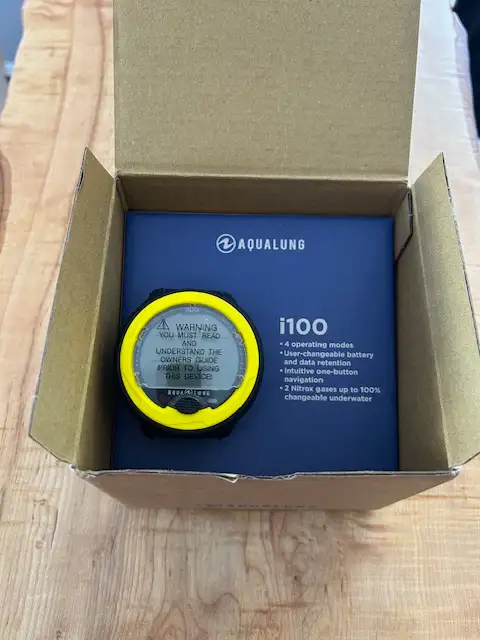 AQUALUNG
i100
• 4 operating modes
• User-changeable battery
and data retention
• Intuitive one-button
navigation
• 2 Nitrox gases up to 100%
changeable underwater
i100
WARNING
YOU MUST READ
AND
UNDERSTAND THE
OWNERS GUIDE
PRIOR TO USING
THIS DEVICE!
AQUALUNG
AQUALUNG